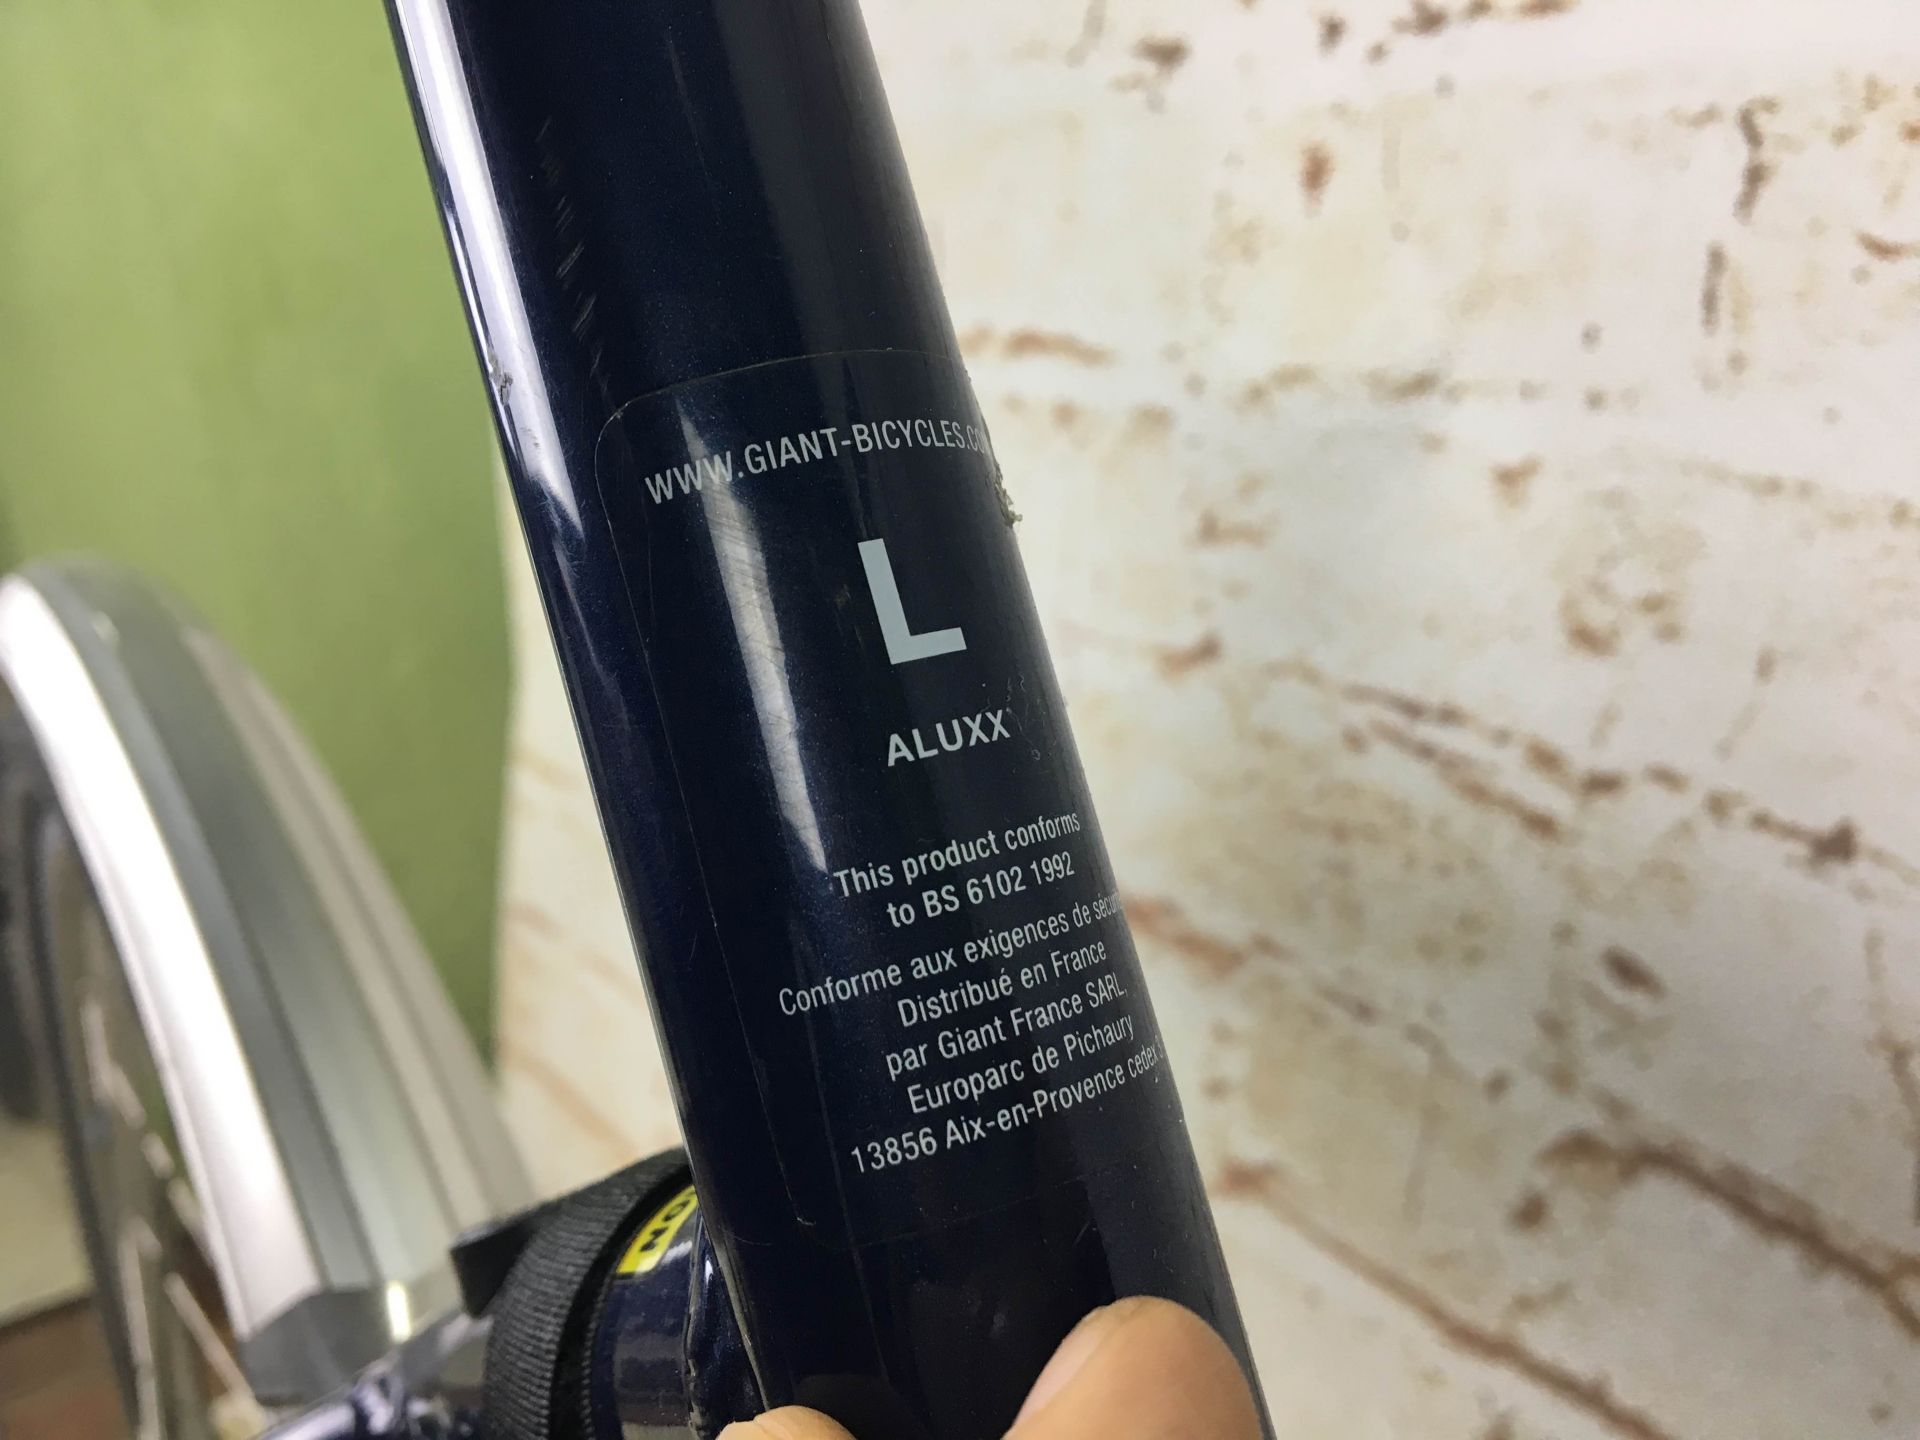 WWW.GIANT-BICYCLES.CO
L
ALUXX
This product conforms
to BS 6102 1992
Conforme aux exigences de
Distribué en France
par Giant France SARL,
Europarc de Pichaury
13856 Aix-en-Provence cedex